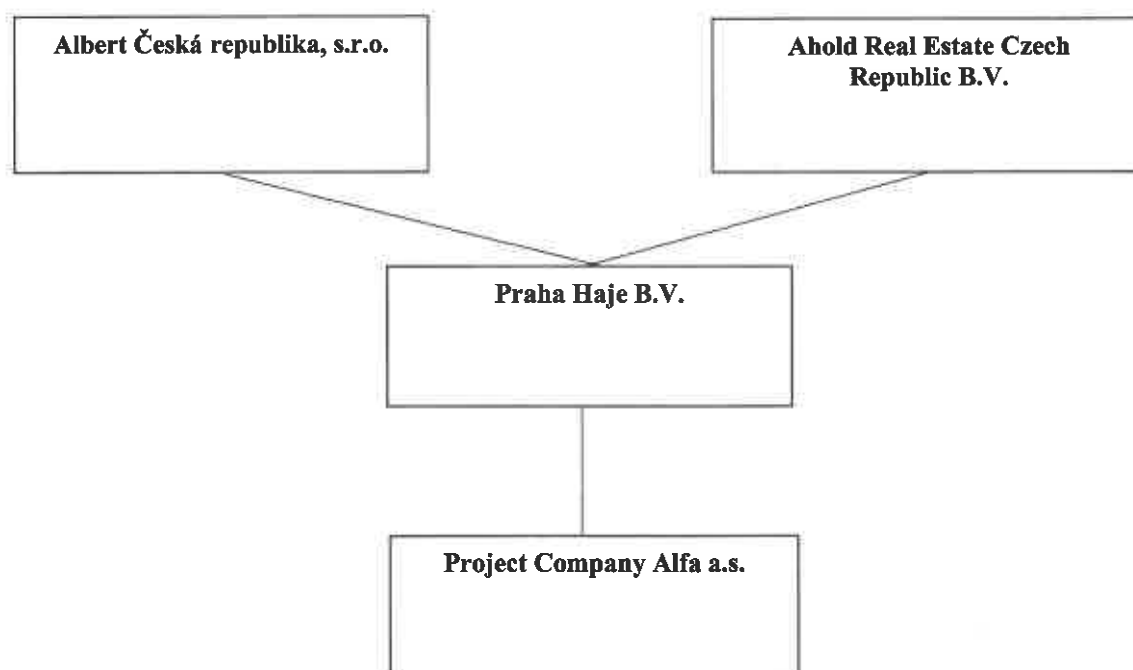 Albert Česká republika, s.r.o.
Ahold Real Estate Czech
Republic B.V.
Praha Haje B.V.
Project Company Alfa a.s.